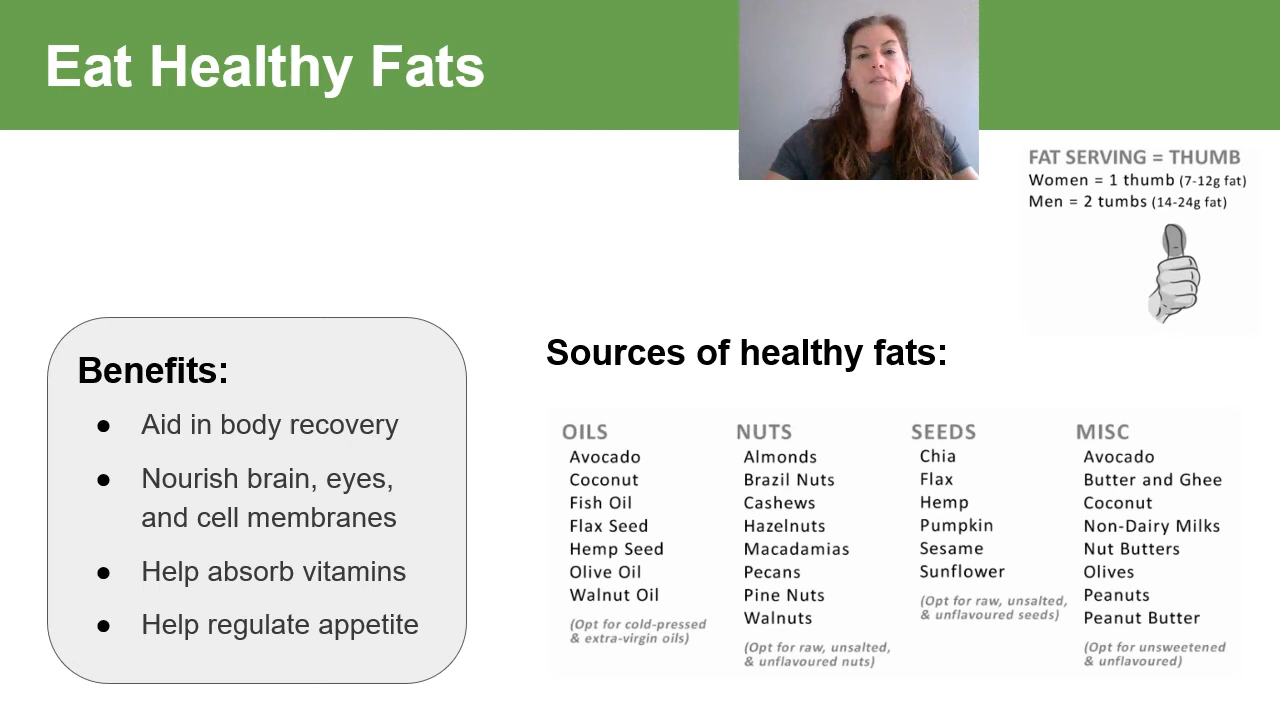 Eat Healthy Fats
FAT SERVING = THUMB
Women = 1 thumb (7-12g fat)
Men = 2 tumbs (14-24g fat)
Benefits:
● Aid in body recovery
● Nourish brain, eyes,
and cell membranes
● Help absorb vitamins
● Help regulate appetite
Sources of healthy fats:
OILS
Avocado
Coconut
Fish Oil
Flax Seed
Hemp Seed
Olive Oil
Walnut Oil
(Opt for cold-pressed
& extra-virgin oils)
NUTS
Almonds
Brazil Nuts
Cashews
Hazelnuts
Macadamias
Pecans
Pine Nuts
Walnuts
(Opt for raw, unsalted,
& unflavoured nuts)
SEEDS
Chia
Flax
Hemp
Pumpkin
Sesame
Sunflower
(Opt for raw, unsalted,
& unflavoured seeds)
MISC
Avocado
Butter and Ghee
Coconut
Non-Dairy Milks
Nut Butters
Olives
Peanuts
Peanut Butter
(Opt for unsweetened
& unflavoured)